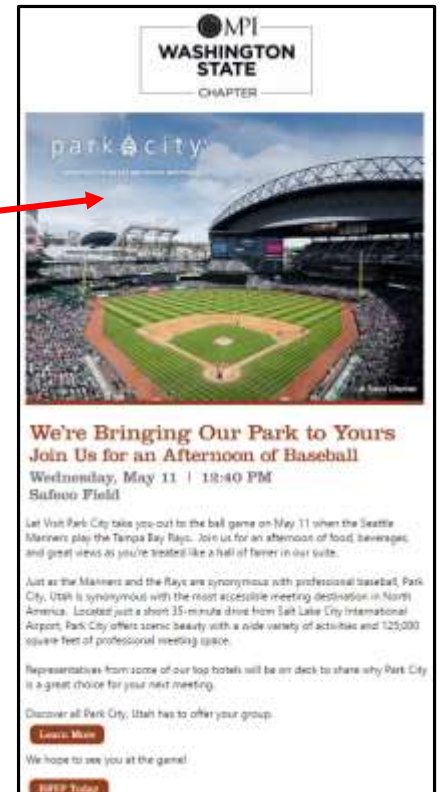 MPI
WASHINGTON
STATE
CHAPTER
park city
We're Bringing Our Park to Yours
Join Us for an Afternoon of Baseball
Wednesday, May 11 | 12:40 PM
Safeco Field
Let Visit Park City take you out to the ball game on May 11 when the Seattle
Mariners play the Tampa Bay Rays. Join us for an afternoon of food, beverages,
and great views as you're treated like a hall of famer in our suite.
Just as the Mariners and the Rays are synonymous with professional baseball, Park
City, Utah is synonymous with the most accessible meeting destination in North
America. Located just a short 35-minute drive from Salt Lake City International
Airport, Park City offers scenic beauty with a wide variety of activities and 125,000
square feet of professional meeting space.
Representatives from some of our top hotels will be on deck to share why Park City
is a great choice for your next meeting.
Discover all Park City, Utah has to offer your group.
Learn More
We hope to see you at the game!
RSVP Today